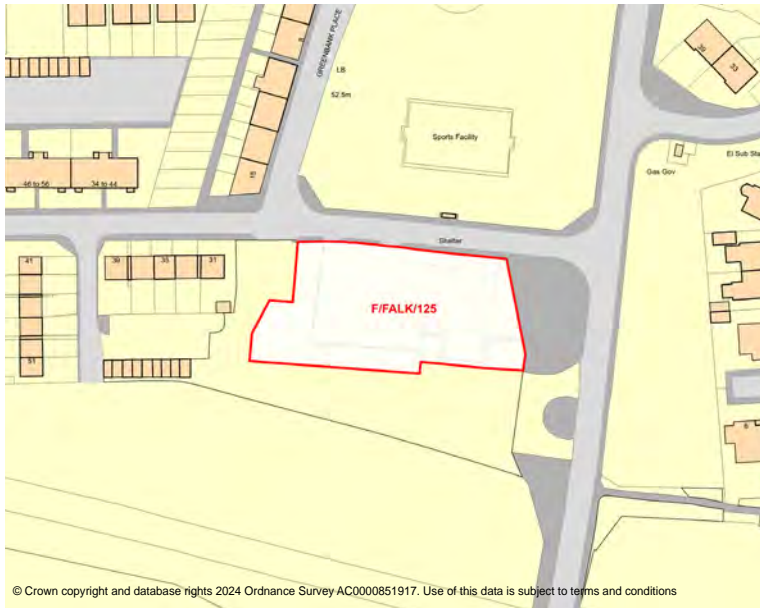 GREENBANK PLACE
8
LB
52.5m
Sports Facility
39
33
Gas Gov
El Sub Sta
15
46 to 56
34 to 44
Shelter
41
39
35
31
F/FALK/125
51
6
© Crown copyright and database rights 2024 Ordnance Survey AC0000851917. Use of this data is subject to terms and conditions